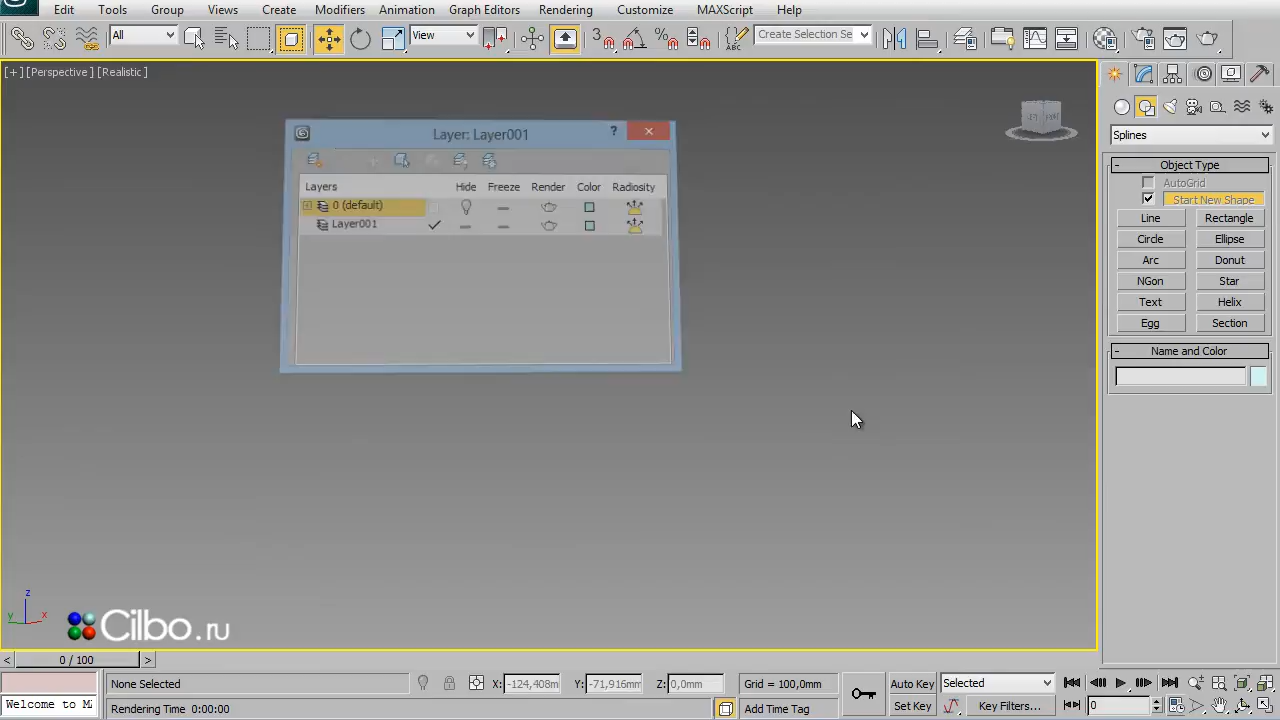 Edit Tools Group Views Create Modifiers Animation Graph Editors Rendering Customize MAXScript Help
All View 3 % ABC Create Selection Se
[+] [Perspective] [Realistic]
Layer: Layer001 ?
Layers Hide Freeze Render Color Radiosity
0 (default)
Layer001
Splines
- Object Type
AutoGrid
Start New Shape
Line Rectangle
Circle Ellipse
Arc Donut
NGon Star
Text Helix
Egg Section
- Name and Color
z
y x
Cilbo.ru
< 0 / 100 >
None Selected X: -124,408m Y: -71,916mm Z: 0,0mm Grid = 100,0mm Auto Key Selected
Welcome to M Rendering Time 0:00:00 Add Time Tag Set Key Key Filters... 0